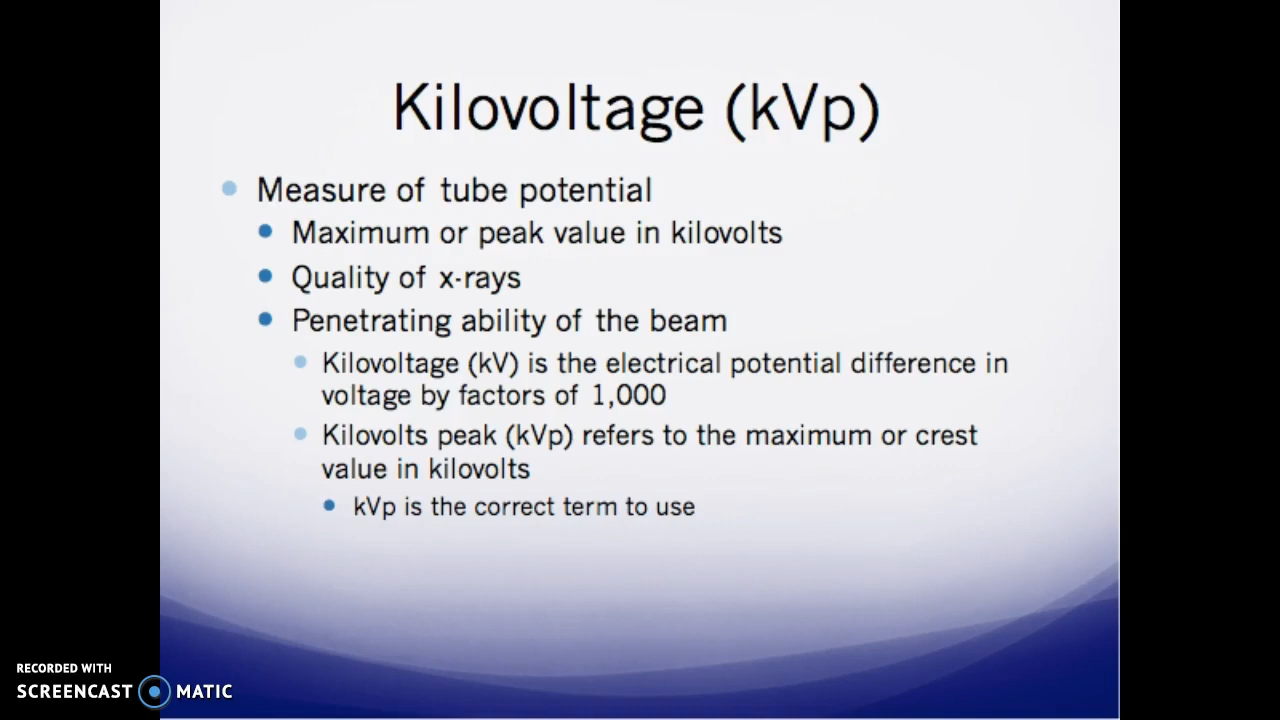 Kilovoltage (kVp)
Measure of tube potential
Maximum or peak value in kilovolts
Quality of x-rays
Penetrating ability of the beam
Kilovoltage (kV) is the electrical potential difference in
voltage by factors of 1,000
Kilovolts peak (kVp) refers to the maximum or crest
value in kilovolts
kVp is the correct term to use
RECORDED WITH
SCREENCAST MATIC